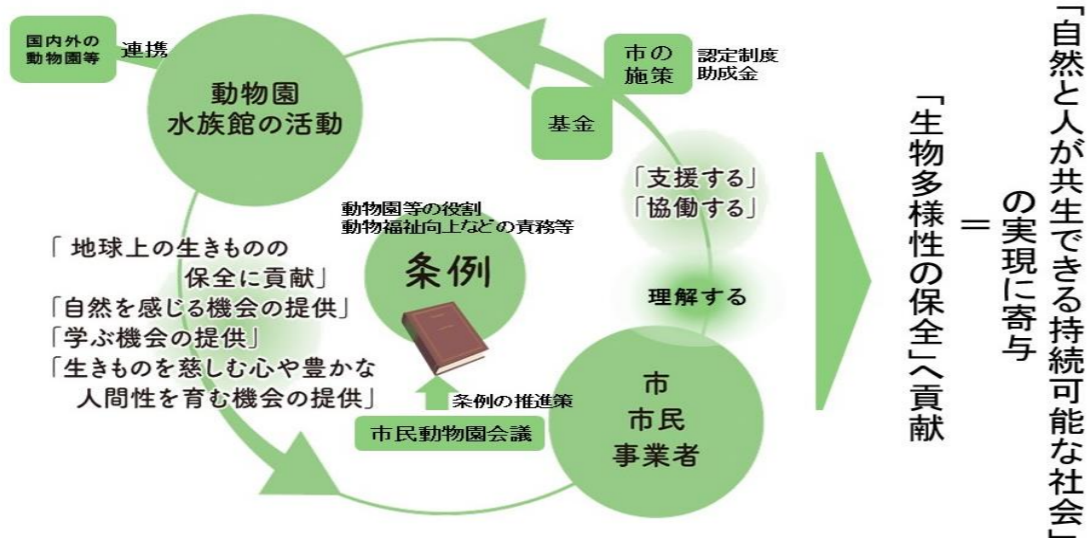 国内外の
動物園等
連携
動物園
水族館の活動
市の
施策
認定制度
助成金
基金
「支援する」
「協働する」
理解する
動物園等の役割
動物福祉向上などの責務等
条例
「 地球上の生きものの
保全に貢献」
「自然を感じる機会の提供」
「学ぶ機会の提供」
「生きものを慈しむ心や豊かな
人間性を育む機会の提供」
条例の推進策
市民動物園会議
市
市民
事業者
「自然と人が共生できる持続可能な社会」
の実現に寄与
=
「生物多様性の保全」へ貢献